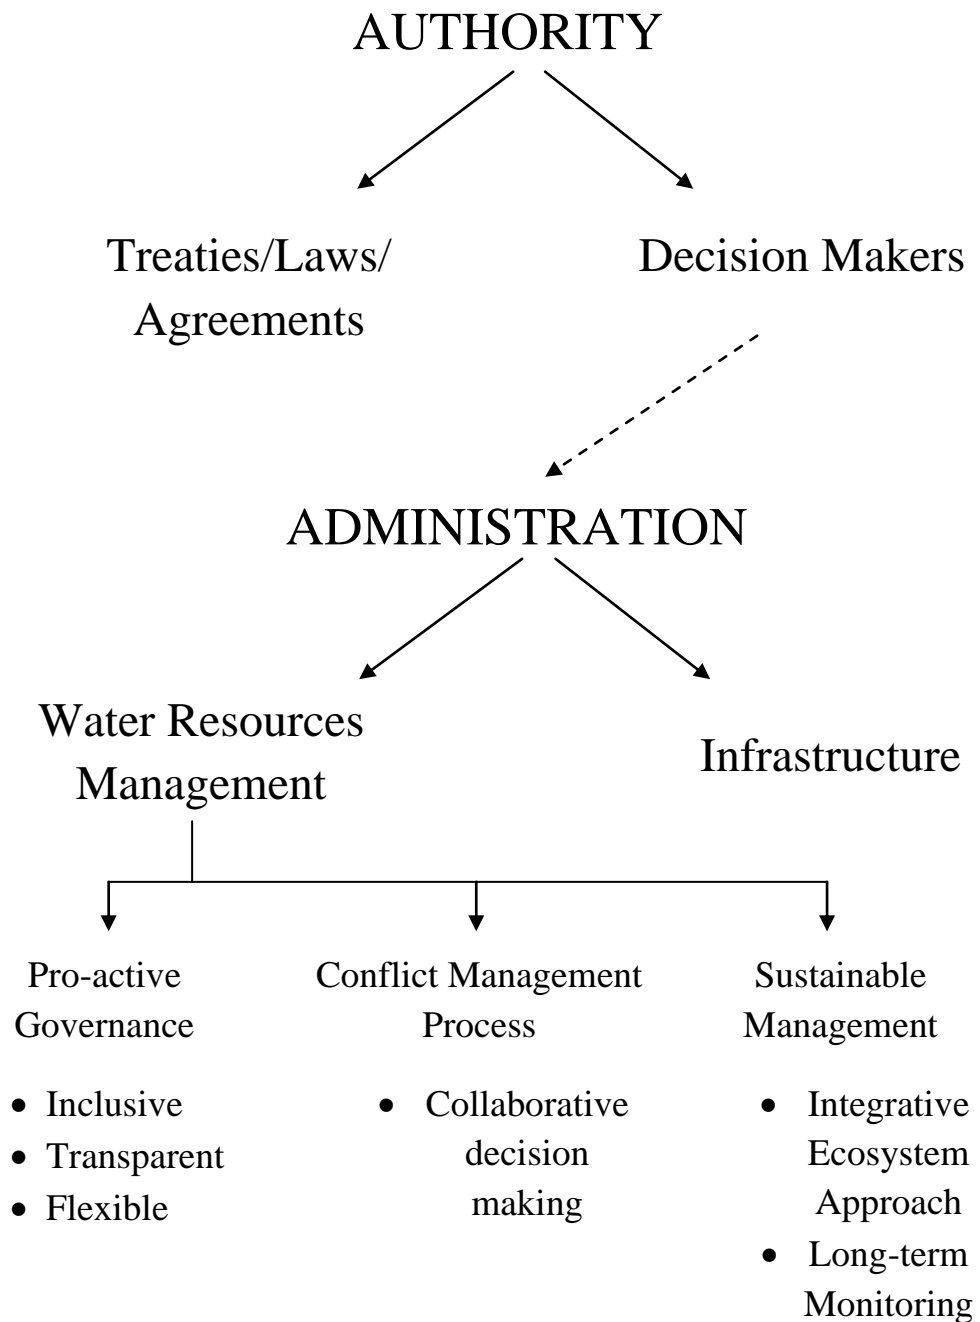 AUTHORITY
Treaties/Laws/
Agreements
Decision Makers
ADMINISTRATION
Water Resources
Management
Infrastructure
Pro-active
Governance
• Inclusive
• Transparent
• Flexible
Conflict Management
Process
• Collaborative
decision
making
Sustainable
Management
• Integrative
Ecosystem
Approach
• Long-term
Monitoring